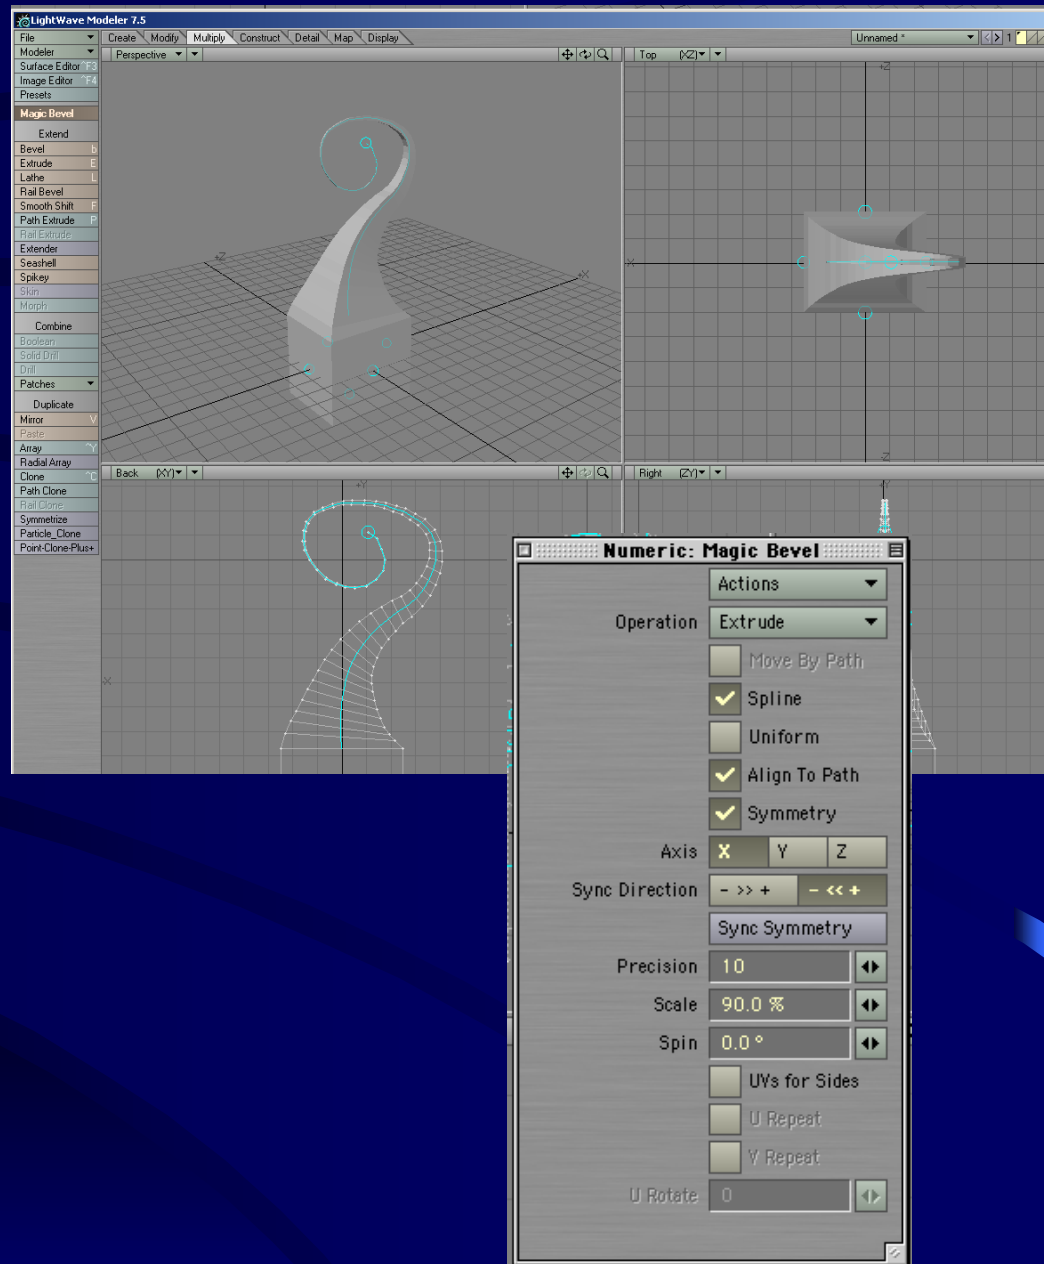 LightWave Modeler 7.5
File
Create Modify Multiply Construct Detail Map Display
Unnamed *
1
Modeler
Surface Editor ^F3
Image Editor ^F4
Presets
Magic Bevel
Extend
Bevel b
Extrude E
Lathe L
Rail Bevel
Smooth Shift F
Path Extrude P
Rail Extrude
Extender
Seashell
Spikey
Skin
Morph
Combine
Boolean
Solid Drill
Drill
Patches
Duplicate
Mirror V
Paste
Array ^Y
Radial Array
Clone ^C
Path Clone
Rail Clone
Symmetrize
Particle_Clone
Point-Clone-Plus+
Perspective
+Z
+X
Top (XZ)
+Z
-X
-Z
Back (XY)
+Y
-X
Right (ZY)
+Y
Numeric: Magic Bevel
Actions
Operation Extrude
Move By Path
Spline
Uniform
Align To Path
Symmetry
Axis X Y Z
Sync Direction - >> + - << +
Sync Symmetry
Precision 10
Scale 90.0 %
Spin 0.0 °
UVs for Sides
U Repeat
V Repeat
U Rotate 0